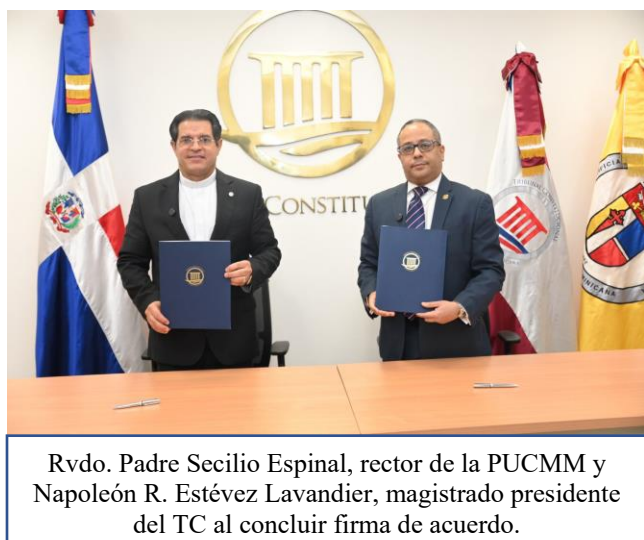 CONSTITU
Rvdo. Padre Secilio Espinal, rector de la PUCMM y
Napoleón R. Estévez Lavandier, magistrado presidente
del TC al concluir firma de acuerdo.